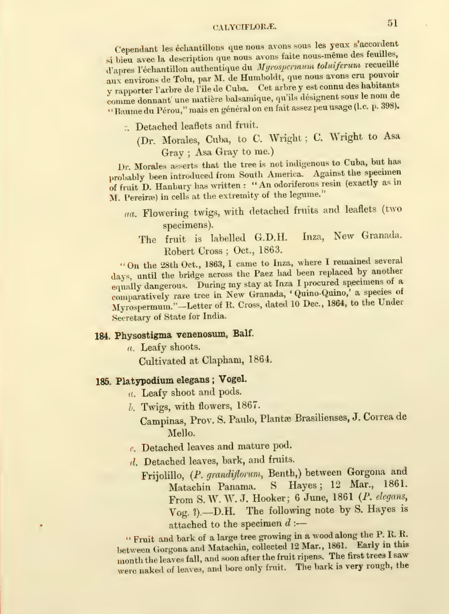 CALYCIFLORÆ. 51
Cependant les échantillons que nous avons sous les yeux s'accordent
si bieu avec la description que nous avons faite nous-même des feuilles,
d'apres l'échantillon authentique du Myrospermum toluiferum recueillé
aux environs de Tolu, par M. de Humboldt, que nous avons cru pouvoir
y rapporter l'arbre de l'ile de Cuba. Cet arbre y est connu des habitants
comme donnant une matière balsamique, qu'ils désignent sous le nom de
"Baume du Pérou," mais en général on en fait assez peu usage (l.c. p. 398).
z. Detached leaflets and fruit.
(Dr. Morales, Cuba, to C. Wright; C. Wright to Asa
Gray; Asa Gray to me.)
Dr. Morales asserts that the tree is not indigenous to Cuba, but has
probably been introduced from South America. Against the specimen
of fruit D. Hanbury has written: "An odoriferous resin (exactly as in
M. Pereiræ) in cells at the extremity of the legume."
aa. Flowering twigs, with detached fruits and leaflets (two
specimens).
The fruit is labelled G.D.H. Inza, New Granada.
Robert Cross; Oct., 1863.
"On the 28th Oct., 1863, I came to Inza, where I remained several
days, until the bridge across the Paez had been replaced by another
equally dangerous. During my stay at Inza I procured specimens of a
comparatively rare tree in New Granada, 'Quino-Quino,' a species of
Myrospermum."—Letter of R. Cross, dated 10 Dec., 1864, to the Under
Secretary of State for India.
184. Physostigma venenosum, Balf.
a. Leafy shoots.
Cultivated at Clapham, 1864.
185. Platypodium elegans; Vogel.
a. Leafy shoot and pods.
b. Twigs, with flowers, 1867.
Campinas, Prov. S. Paulo, Plantæ Brasilienses, J. Correa de
Mello.
c. Detached leaves and mature pod.
d. Detached leaves, bark, and fruits.
Frijolillo, (P. grandiflorum, Benth,) between Gorgona and
Matachin Panama. S Hayes; 12 Mar., 1861.
From S. W. W. J. Hooker; 6 June, 1861 (P. elegans,
Vog. ?).—D.H. The following note by S. Hayes is
attached to the specimen d:—
"Fruit and bark of a large tree growing in a wood along the P. R. R.
between Gorgona and Matachin, collected 12 Mar., 1861. Early in this
month the leaves fall, and soon after the fruit ripens. The first trees I saw
were naked of leaves, and bore only fruit. The bark is very rough, the